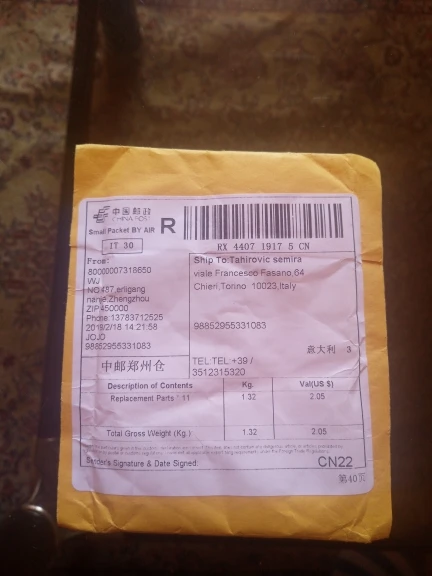 中国邮政
CHINA POST
Small Packet BY AIR
R
IT 30
RX 4407 1917 5 CN
From:
80000007318650
WJ
NO487,erligang
nanjie,Zhengzhou
ZIP:450000
Phone:13783712525
2019/2/18 14:21:58
JOJO
98852955331083
Ship To:Tahirovic semira
viale Francesco Fasano,64
Chieri,Torino 10023,Italy
98852955331083
意大利 3
中邮郑州仓
TEL:TEL:+39 /
3512315320
Description of Contents Kg. Val(US $)
Replacement Parts * 11 1.32 2.05
Total Gross Weight (Kg.) 1.32 2.05
Sender's Signature & Date Signed: CN22
第40页